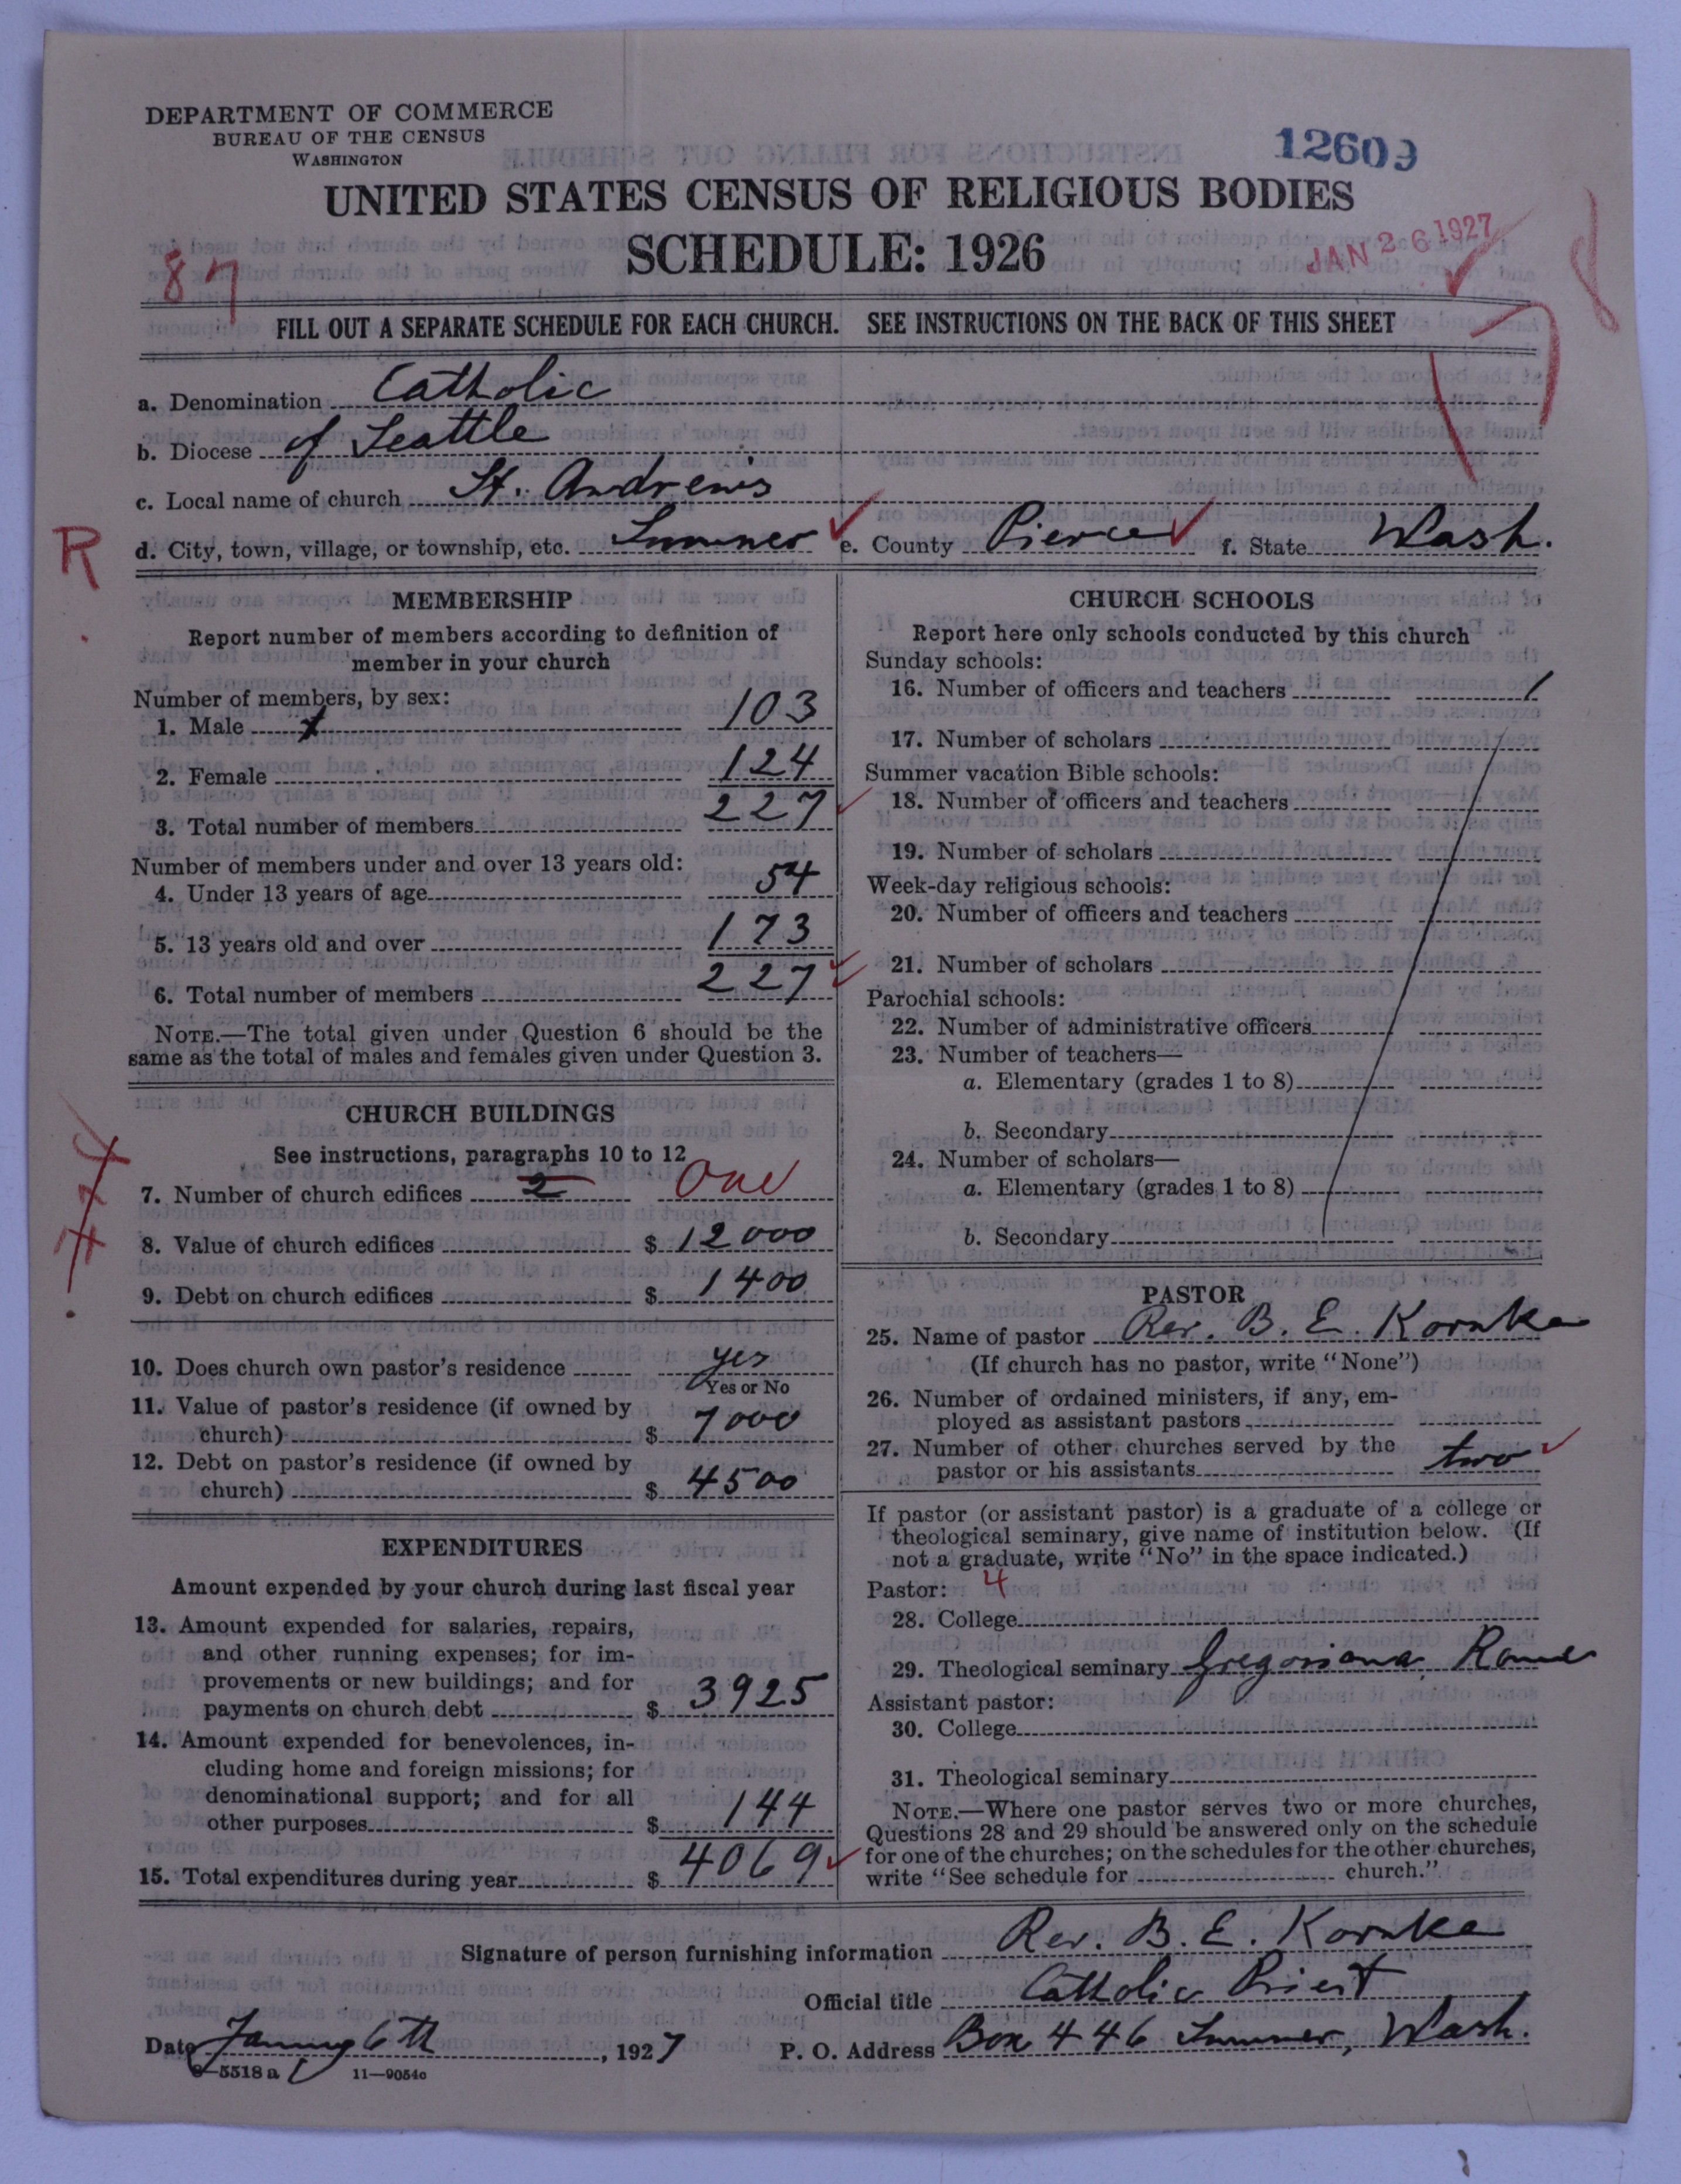 DEPARTMENT OF COMMERCE
BUREAU OF THE CENSUS
WASHINGTON
12609
UNITED STATES CENSUS OF RELIGIOUS BODIES
SCHEDULE: 1926
JAN 26 1927
87
FILL OUT A SEPARATE SCHEDULE FOR EACH CHURCH. SEE INSTRUCTIONS ON THE BACK OF THIS SHEET
a. Denomination Catholic
b. Diocese of Seattle
c. Local name of church St. Andrew's
R
d. City, town, village, or township, etc. Sumner e. County Pierce f. State Wash.
MEMBERSHIP
Report number of members according to definition of
member in your church
Number of members, by sex:
1. Male 103
2. Female 124
3. Total number of members 227
Number of members under and over 13 years old:
4. Under 13 years of age 54
5. 13 years old and over 173
6. Total number of members 227
NOTE.—The total given under Question 6 should be the
same as the total of males and females given under Question 3.
CHURCH BUILDINGS
See instructions, paragraphs 10 to 12
7. Number of church edifices 2 One
8. Value of church edifices $ 12000
9. Debt on church edifices $ 1400
10. Does church own pastor's residence yes
Yes or No
11. Value of pastor's residence (if owned by
church) $ 7000
12. Debt on pastor's residence (if owned by
church) $ 4500
EXPENDITURES
Amount expended by your church during last fiscal year
13. Amount expended for salaries, repairs,
and other running expenses; for im-
provements or new buildings; and for
payments on church debt $ 3925
14. Amount expended for benevolences, in-
cluding home and foreign missions; for
denominational support; and for all
other purposes $ 144
15. Total expenditures during year $ 4069
CHURCH SCHOOLS
Report here only schools conducted by this church
Sunday schools:
16. Number of officers and teachers 1
17. Number of scholars
Summer vacation Bible schools:
18. Number of officers and teachers
19. Number of scholars
Week-day religious schools:
20. Number of officers and teachers
21. Number of scholars
Parochial schools:
22. Number of administrative officers
23. Number of teachers—
a. Elementary (grades 1 to 8)
b. Secondary
24. Number of scholars—
a. Elementary (grades 1 to 8)
b. Secondary
PASTOR
25. Name of pastor Rev. B. E. Kornke
(If church has no pastor, write "None")
26. Number of ordained ministers, if any, em-
ployed as assistant pastors
27. Number of other churches served by the
pastor or his assistants two
If pastor (or assistant pastor) is a graduate of a college or
theological seminary, give name of institution below. (If
not a graduate, write "No" in the space indicated.)
Pastor: 4
28. College
29. Theological seminary Gregoriana, Rome
Assistant pastor:
30. College
31. Theological seminary
NOTE.—Where one pastor serves two or more churches,
Questions 28 and 29 should be answered only on the schedule
for one of the churches; on the schedules for the other churches,
write "See schedule for church."
Signature of person furnishing information Rev. B. E. Kornke
Official title Catholic Priest
Date January 6th, 1927 P. O. Address Box 446 Sumner, Wash.
8—5518 a 11—9054c